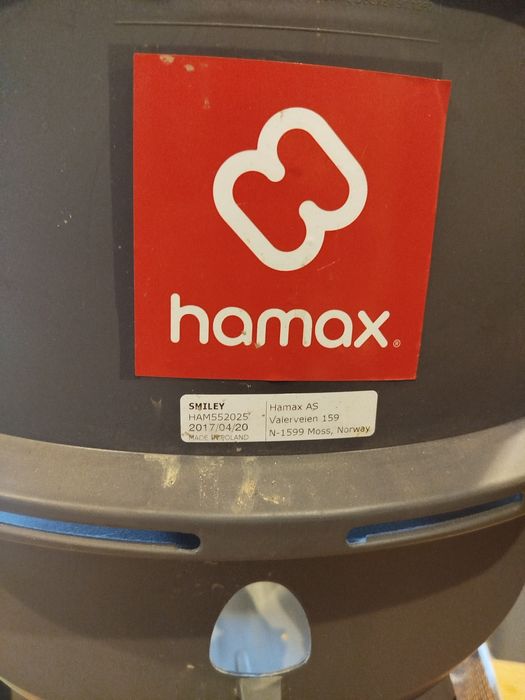 hamax®
SMILEY
HAM552025
2017/04/20
MADE IN POLAND
Hamax AS
Valerveien 159
N-1599 Moss, Norway